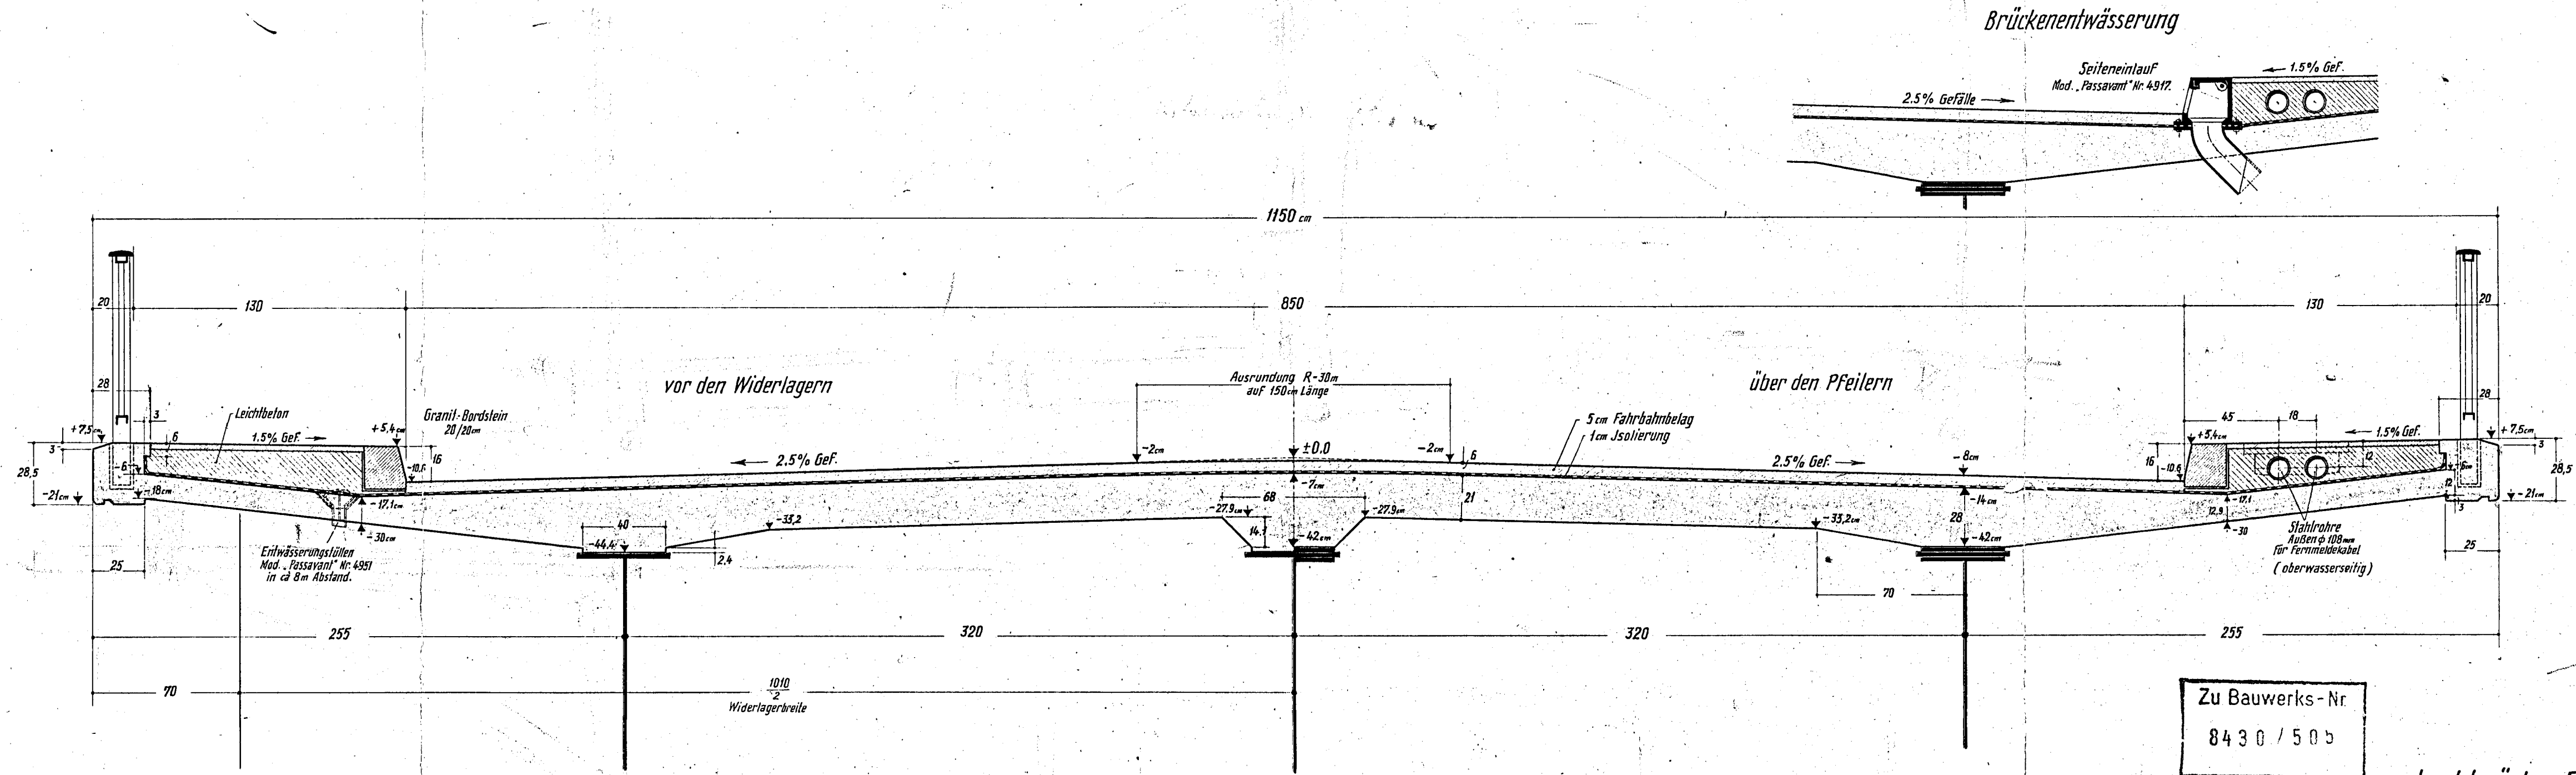 Brückenentwässerung
Seiteneinlauf
Mod. „Passavant" Nr. 4917.
1.5% Gef.
2.5% Gefälle
1150 cm
20
130
850
130
20
28
3
Leichtbeton
6
1.5% Gef.
+5,4cm
Granit-Bordstein
20/20cm
vor den Widerlagern
Ausrundung R-30m
auf 150cm Länge
über den Pfeilern
5cm Fahrbahnbelag
1cm Jsolierung
45
18
28
+7,5cm
3
28,5
-21cm
-6
-18cm
-17,1cm
-30cm
16
-10,6
2.5% Gef.
-2cm
±0.0
-2cm
6
2.5% Gef.
-8cm
+5,4cm
1.5% Gef.
+7,5cm
3
16
-10,6
12
-6cm
12
28,5
-21cm
3
-7cm
21
-14cm
28
-42cm
-17,1
12,9
-30
68
-27.9cm
-27.9cm
14.1
-42cm
40
-44.4
-33,2
2.4
-33,2cm
Entwässerungstüllen
Mod. „Passavant" Nr. 4951
in ca 8m Abstand.
Stahlrohre
Außen ϕ 108mm
für Fernmeldekabel
(oberwasserseitig)
25
25
70
255
320
320
255
70
1010
2
Widerlagerbreite
Zu Bauwerks-Nr
8430/505